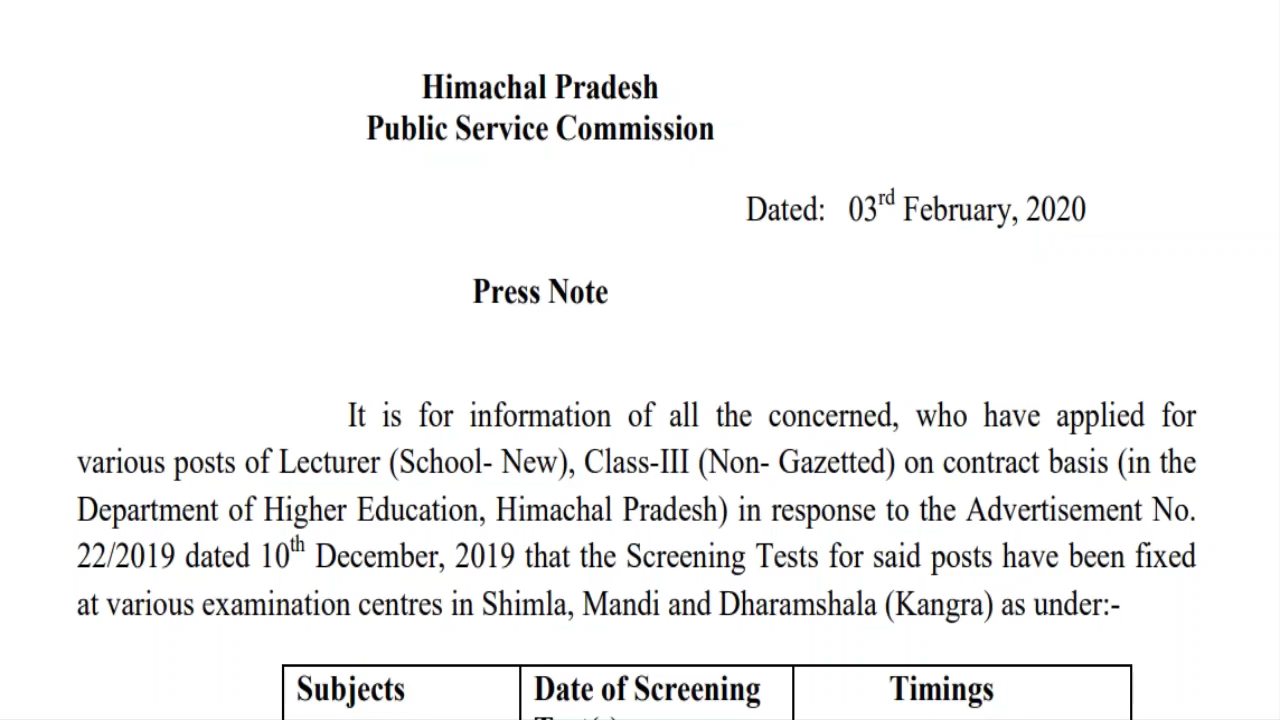 Himachal Pradesh
Public Service Commission
Dated: 03rd February, 2020
Press Note
It is for information of all the concerned, who have applied for
various posts of Lecturer (School- New), Class-III (Non- Gazetted) on contract basis (in the
Department of Higher Education, Himachal Pradesh) in response to the Advertisement No.
22/2019 dated 10th December, 2019 that the Screening Tests for said posts have been fixed
at various examination centres in Shimla, Mandi and Dharamshala (Kangra) as under:-
Subjects Date of Screening Timings